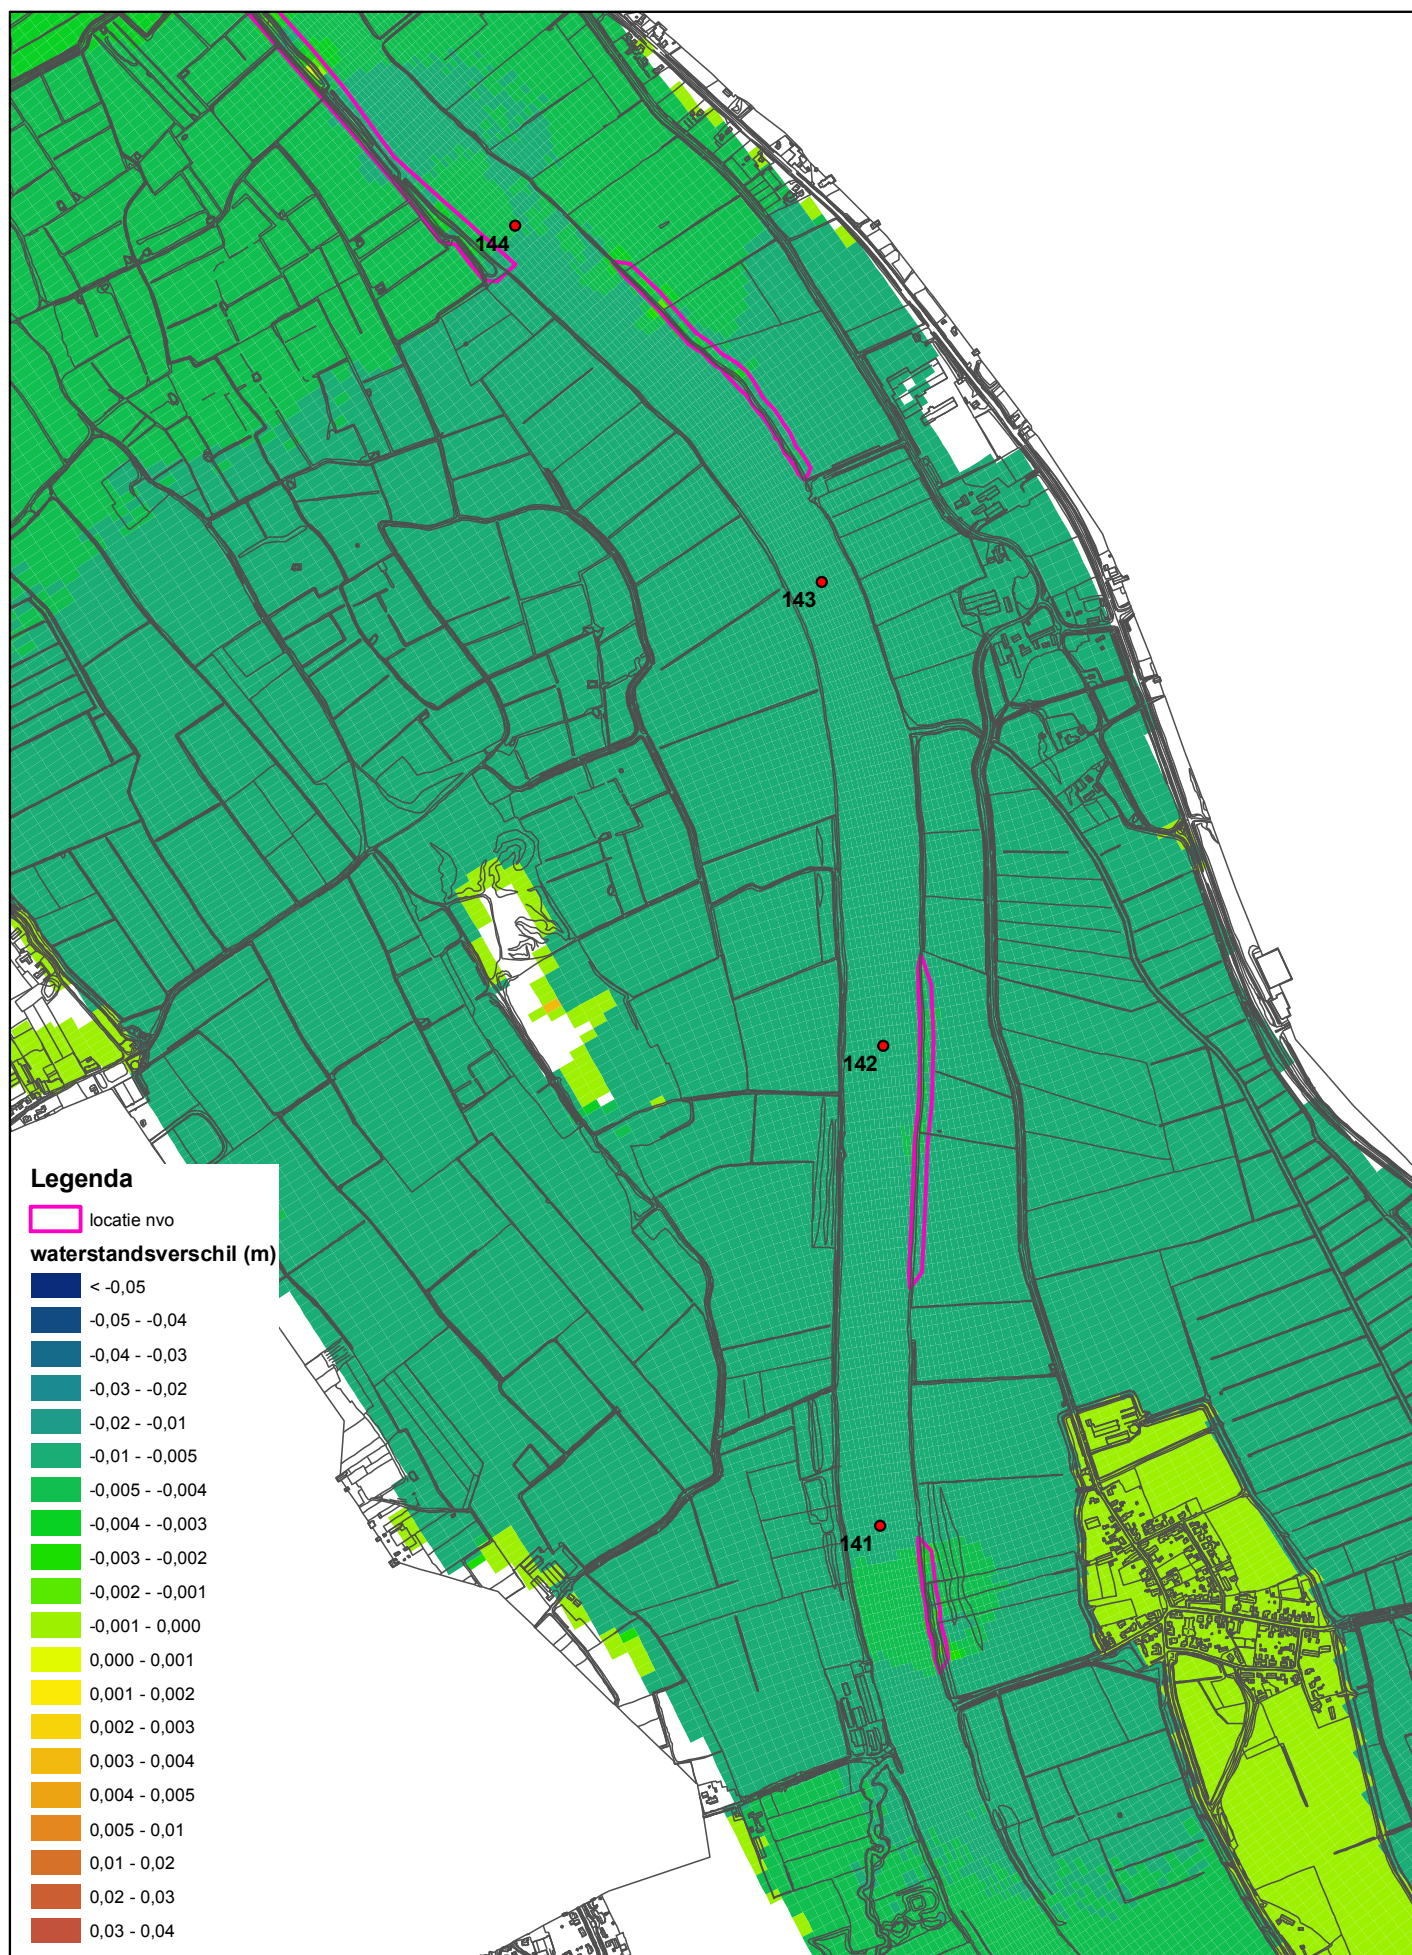 144
143
142
141
Legenda
locatie nvo
waterstandsverschil (m)
< -0,05
-0,05 - -0,04
-0,04 - -0,03
-0,03 - -0,02
-0,02 - -0,01
-0,01 - -0,005
-0,005 - -0,004
-0,004 - -0,003
-0,003 - -0,002
-0,002 - -0,001
-0,001 - 0,000
0,000 - 0,001
0,001 - 0,002
0,002 - 0,003
0,003 - 0,004
0,004 - 0,005
0,005 - 0,01
0,01 - 0,02
0,02 - 0,03
0,03 - 0,04